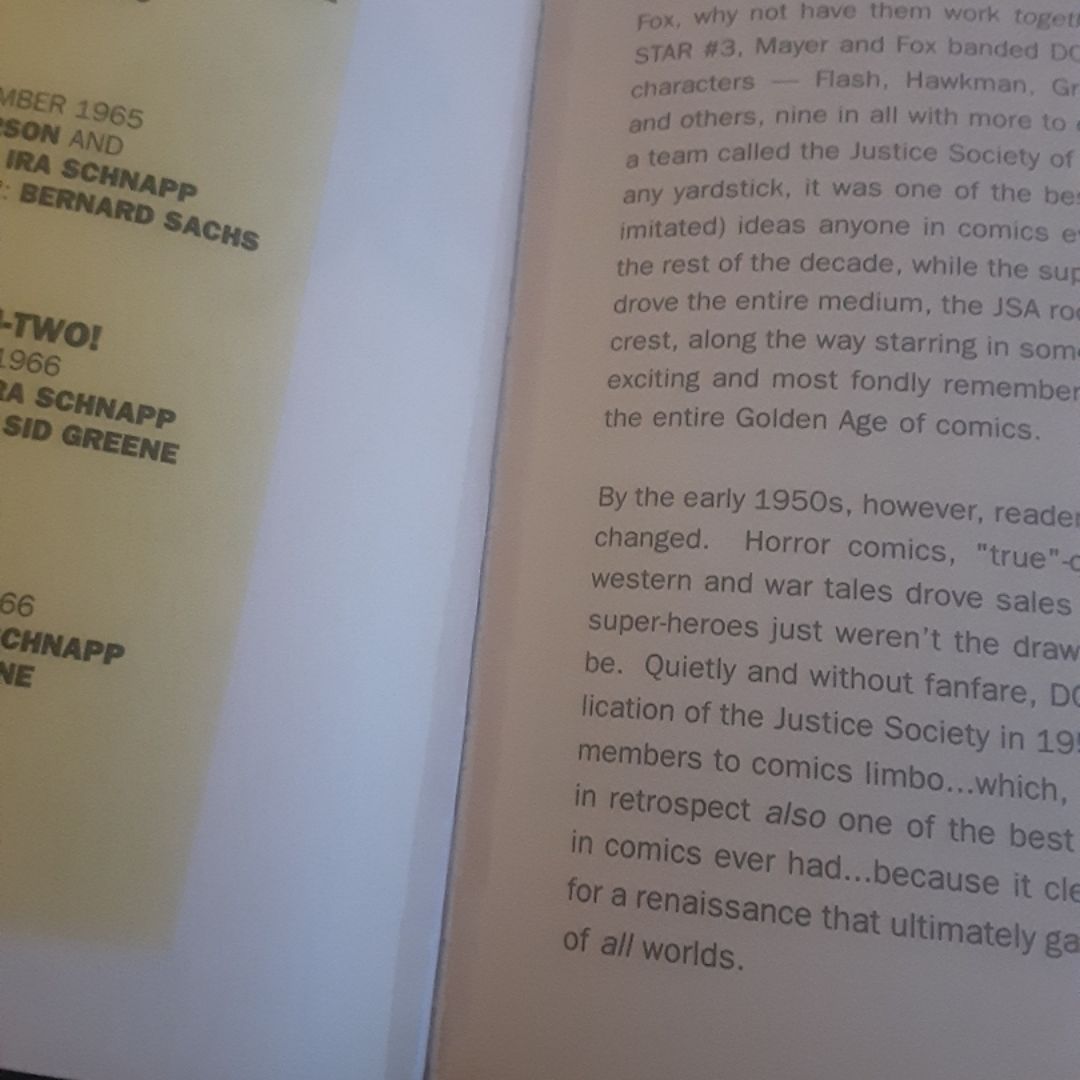 MBER 1965
RSON AND
IRA SCHNAPP
: BERNARD SACHS
-TWO!
1966
RA SCHNAPP
SID GREENE
66
CHNAPP
NE
Fox, why not have them work toget
STAR #3, Mayer and Fox banded DC
characters — Flash, Hawkman, Gr
and others, nine in all with more to
a team called the Justice Society of
any yardstick, it was one of the bes
imitated) ideas anyone in comics e
the rest of the decade, while the sup
drove the entire medium, the JSA ro
crest, along the way starring in som
exciting and most fondly remember
the entire Golden Age of comics.
By the early 1950s, however, reader
changed. Horror comics, "true"-c
western and war tales drove sales
super-heroes just weren't the draw
be. Quietly and without fanfare, DC
lication of the Justice Society in 195
members to comics limbo...which,
in retrospect also one of the best
in comics ever had...because it cle
for a renaissance that ultimately ga
of all worlds.